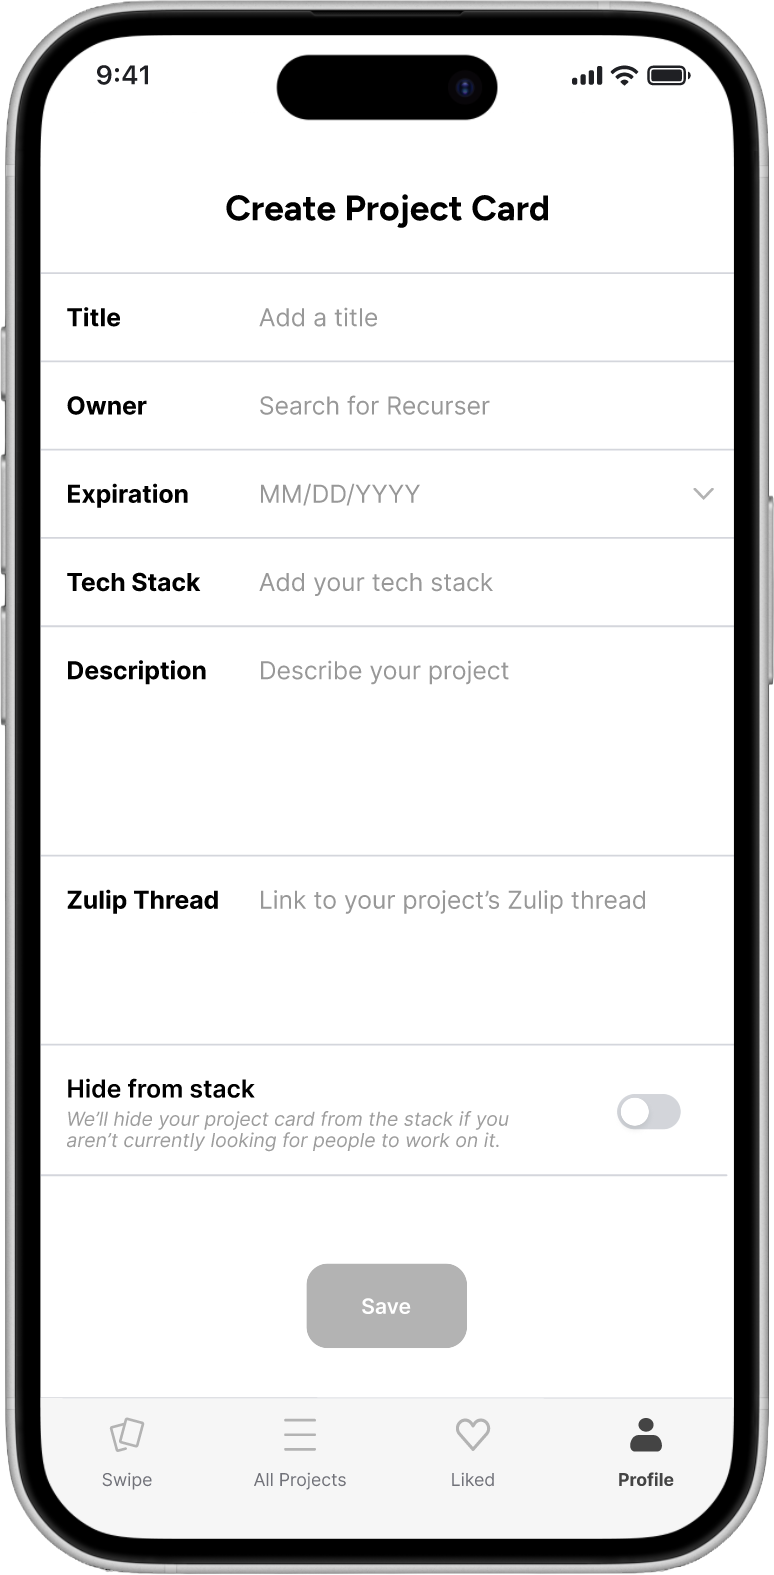 9:41
Create Project Card
Title Add a title
Owner Search for Recurser
Expiration MM/DD/YYYY
Tech Stack Add your tech stack
Description Describe your project
Zulip Thread Link to your project’s Zulip thread
Hide from stack
We’ll hide your project card from the stack if you
aren’t currently looking for people to work on it.
Save
Swipe All Projects Liked Profile